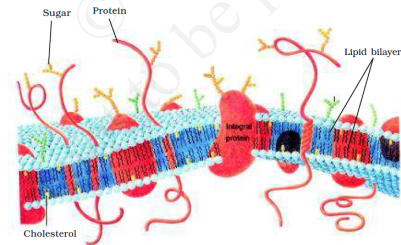 Sugar
Protein
Lipid bilayer
Integral
protein
Cholesterol